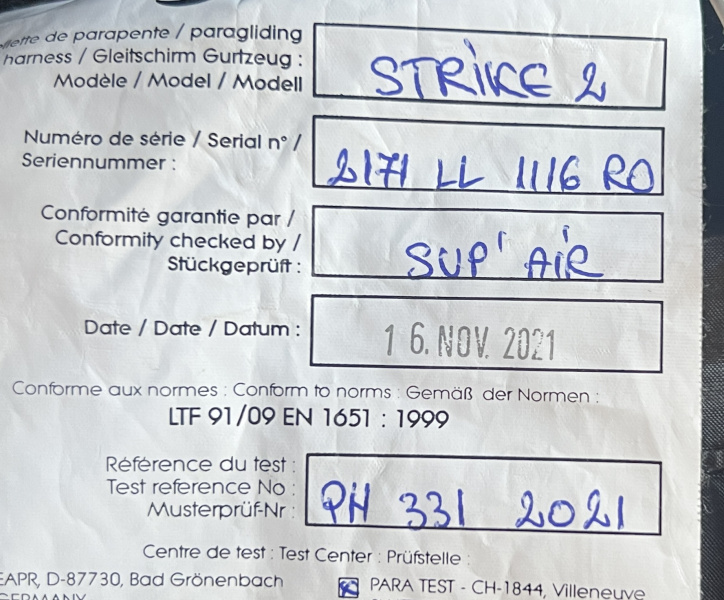 de parapente / paragliding
harness / Gleitschirm Gurtzeug :
Modèle / Model / Modell
STRIKE 2
Numéro de série / Serial n° /
Seriennummer :
2171 LL 1116 RO
Conformité garantie par /
Conformity checked by /
Stückgeprüft :
SUP' AIR
Date / Date / Datum :
16. NOV. 2021
Conforme aux normes : Conform to norms : Gemäß der Normen :
LTF 91/09 EN 1651 : 1999
Référence du test :
Test reference No :
Musterprüf-Nr :
PH 331 2021
Centre de test : Test Center : Prüfstelle :
EAPR, D-87730, Bad Grönenbach
PARA TEST - CH-1844, Villeneuve